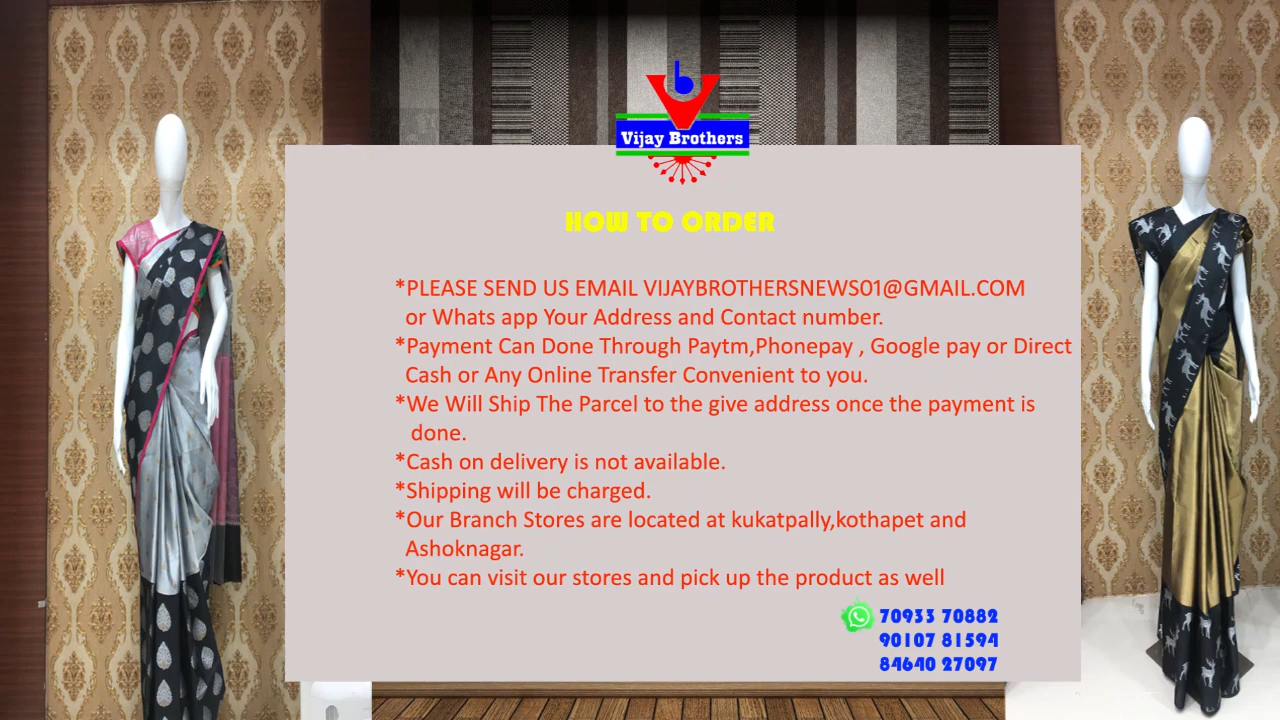 b
Vijay Brothers
HOW TO ORDER
*PLEASE SEND US EMAIL VIJAYBROTHERSNEWS01@GMAIL.COM
or Whats app Your Address and Contact number.
*Payment Can Done Through Paytm,Phonepay , Google pay or Direct
Cash or Any Online Transfer Convenient to you.
*We Will Ship The Parcel to the give address once the payment is
done.
*Cash on delivery is not available.
*Shipping will be charged.
*Our Branch Stores are located at kukatpally,kothapet and
Ashoknagar.
*You can visit our stores and pick up the product as well
70933 70882
90107 81594
84640 27097